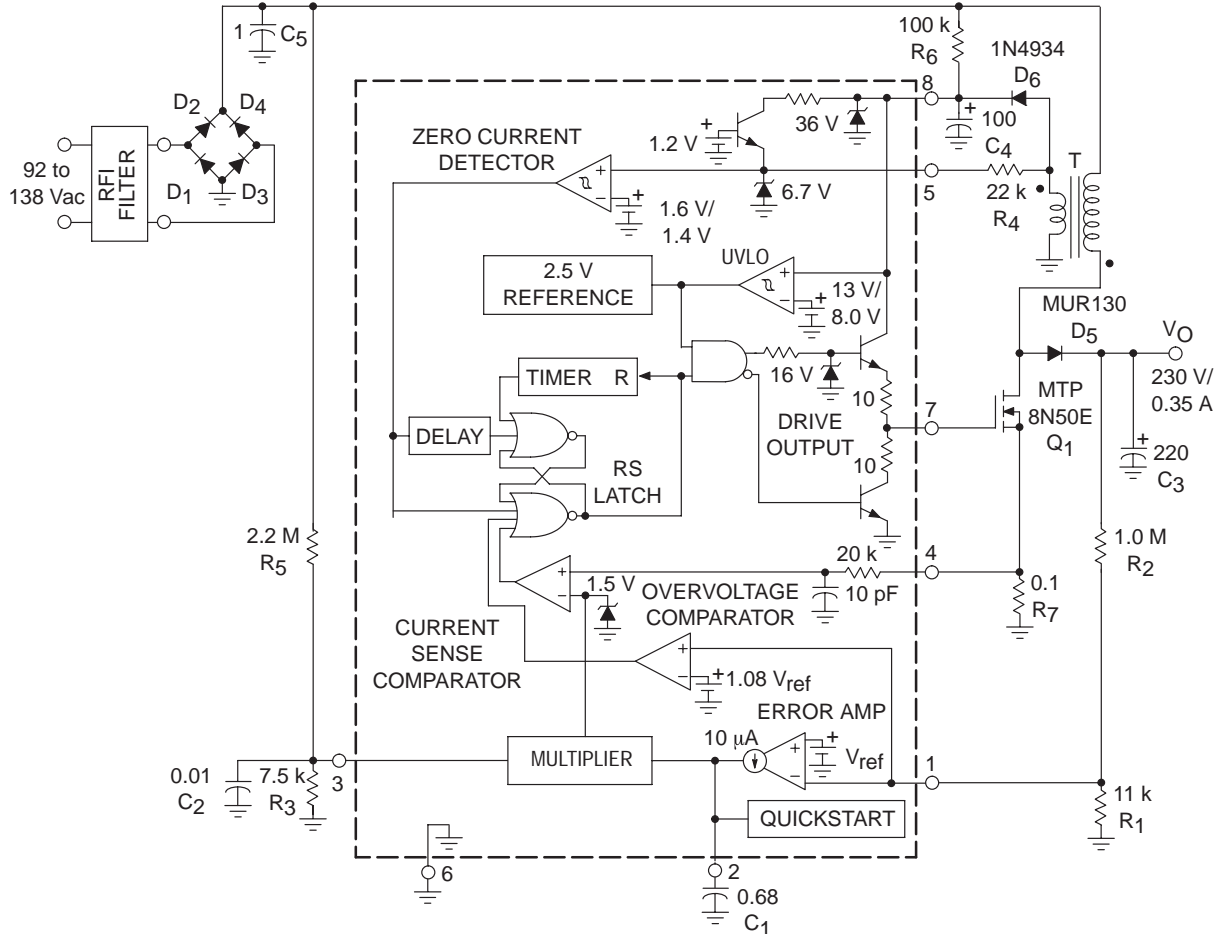 1
C5
100 k
R6
1N4934
D6
8
D2
D4
D1
D3
92 to
138 Vac
RFI
FILTER
ZERO CURRENT
DETECTOR
1.2 V
36 V
6.7 V
1.6 V/
1.4 V
100
C4
5
22 k
R4
T
2.5 V
REFERENCE
UVLO
13 V/
8.0 V
MUR130
D5
VO
230 V/
0.35 A
TIMER R
DELAY
16 V
10
10
DRIVE
OUTPUT
7
MTP
8N50E
Q1
220
C3
RS
LATCH
2.2 M
R5
20 k
4
10 pF
1.5 V
OVERVOLTAGE
COMPARATOR
0.1
R7
1.0 M
R2
CURRENT
SENSE
COMPARATOR
1.08 Vref
ERROR AMP
10 µA
Vref
MULTIPLIER
1
0.01
C2
7.5 k
R3
3
QUICKSTART
11 k
R1
6
2
0.68
C1